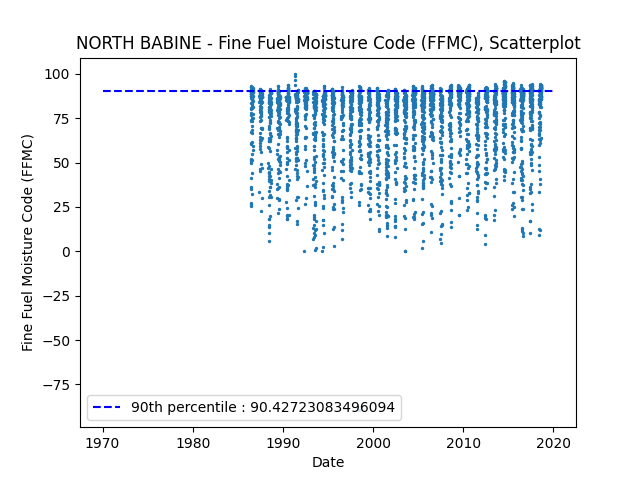 NORTH BABINE - Fine Fuel Moisture Code (FFMC), Scatterplot
Fine Fuel Moisture Code (FFMC)
100
75
50
25
0
−25
−50
−75
90th percentile : 90.42723083496094
1970 1980 1990 2000 2010 2020
Date